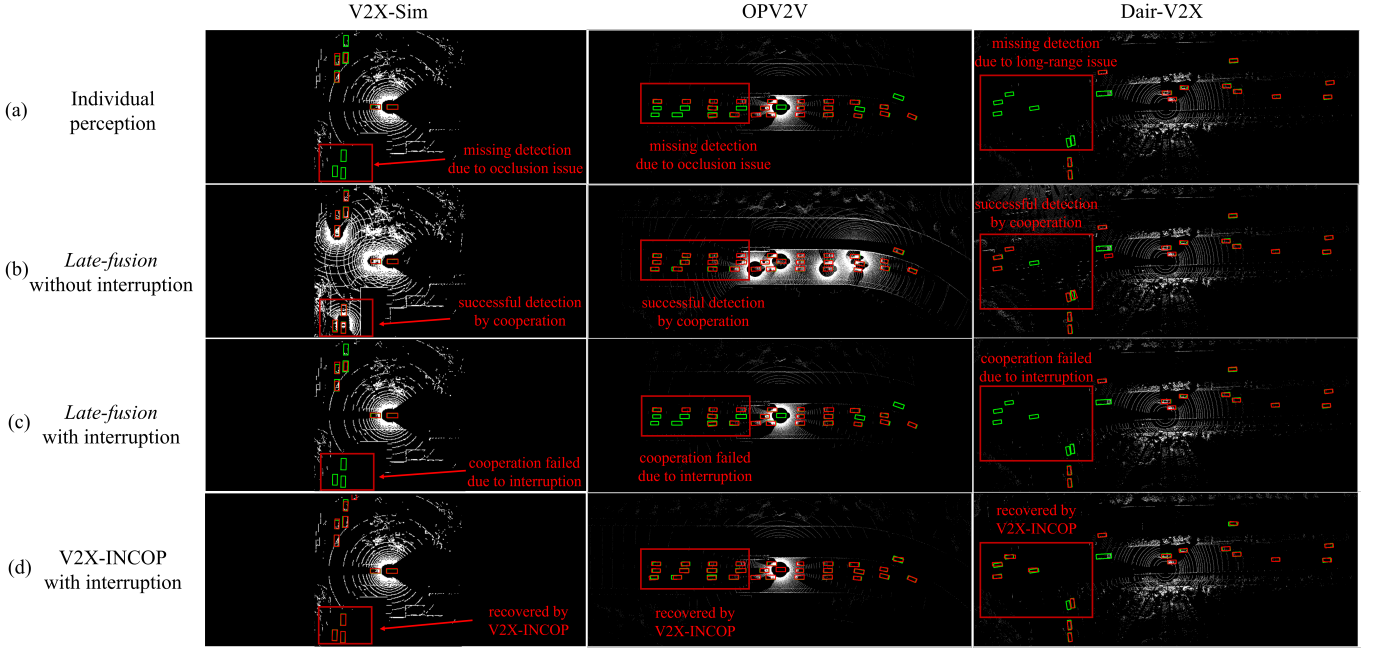 V2X-Sim
OPV2V
Dair-V2X
(a)
Individual
perception
missing detection
due to occlusion issue
missing detection
due to occlusion issue
missing detection
due to long-range issue
(b)
Late-fusion
without interruption
successful detection
by cooperation
successful detection
by cooperation
successful detection
by cooperation
(c)
Late-fusion
with interruption
cooperation failed
due to interruption
cooperation failed
due to interruption
cooperation failed
due to interruption
(d)
V2X-INCOP
with interruption
recovered by
V2X-INCOP
recovered by
V2X-INCOP
recovered by
V2X-INCOP